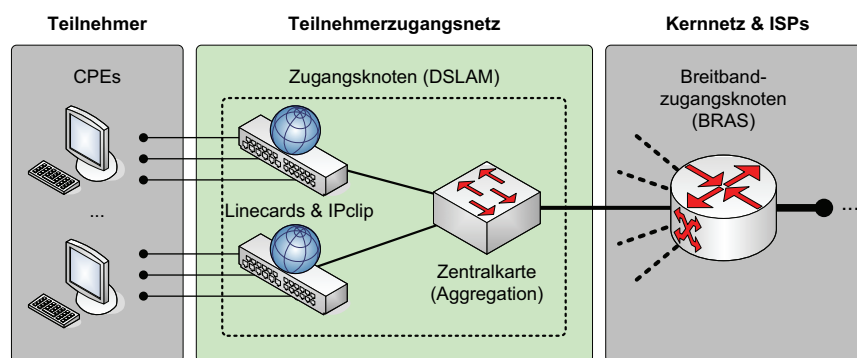 Teilnehmer
Teilnehmerzugangsnetz
Kernnetz & ISPs
CPEs
Zugangsknoten (DSLAM)
Breitband-
zugangsknoten
(BRAS)
...
Linecards & IPclip
...
Zentralkarte
(Aggregation)